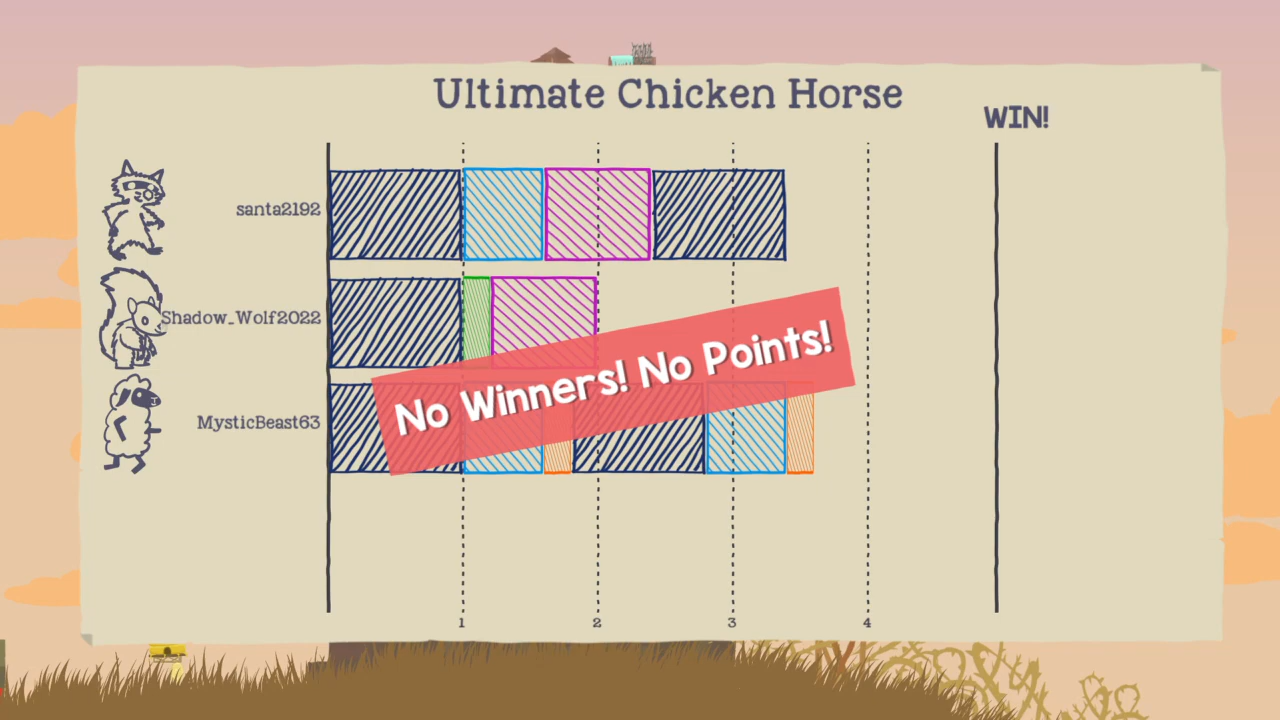 Ultimate Chicken Horse
WIN!
santa2192
Shadow_Wolf2022
No Winners! No Points!
MysticBeast63
1 2 3 4